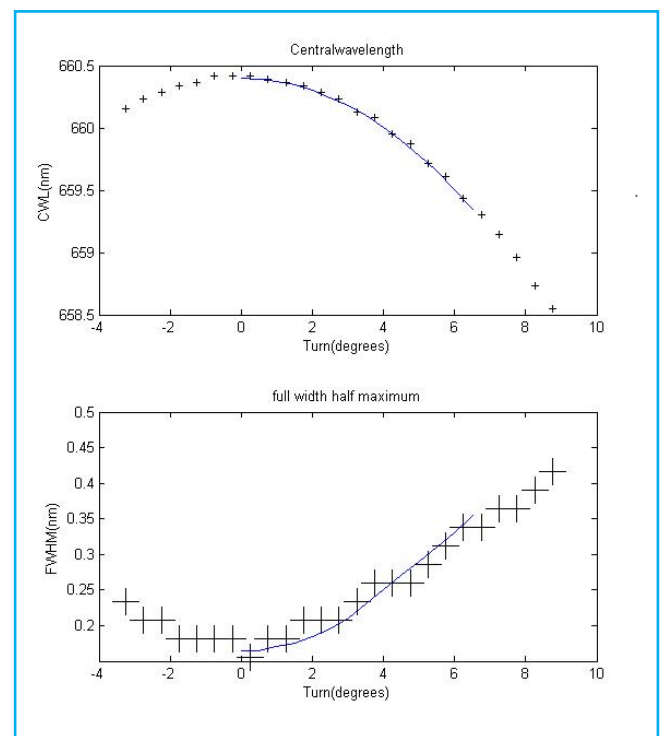 Centralwavelength
660.5
660
659.5
659
658.5
CWL(nm)
-4 -2 0 2 4 6 8 10
Turn(degrees)
full width half maximum
0.5
0.45
0.4
0.35
0.3
0.25
0.2
FWHM(nm)
-4 -2 0 2 4 6 8 10
Turn(degrees)